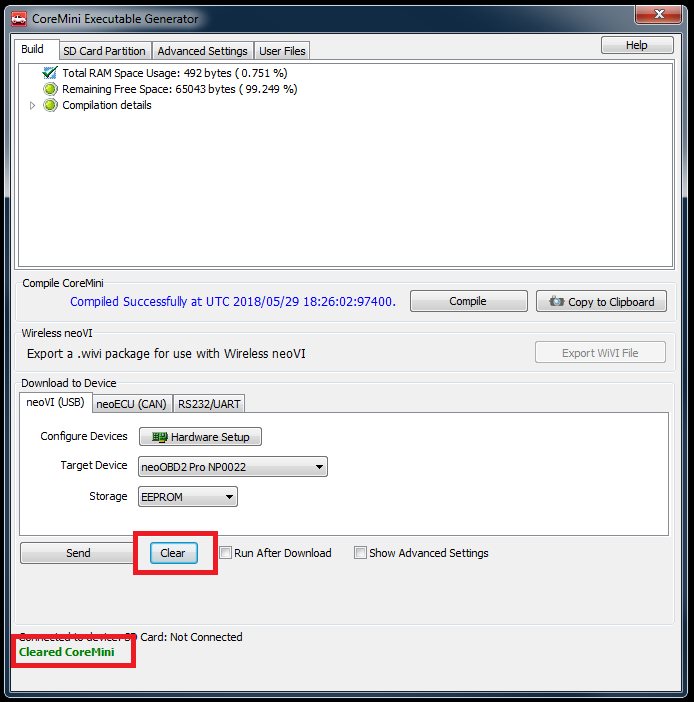 CoreMini Executable Generator
Build SD Card Partition Advanced Settings User Files Help
Total RAM Space Usage: 492 bytes ( 0.751 %)
Remaining Free Space: 65043 bytes ( 99.249 %)
Compilation details
Compile CoreMini
Compiled Successfully at UTC 2018/05/29 18:26:02:97400. Compile Copy to Clipboard
Wireless neoVI
Export a .wivi package for use with Wireless neoVI Export WiVI File
Download to Device
neoVI (USB) neoECU (CAN) RS232/UART
Configure Devices Hardware Setup
Target Device neoOBD2 Pro NP0022
Storage EEPROM
Send Clear Run After Download Show Advanced Settings
Connected to device. SD Card: Not Connected
Cleared CoreMini